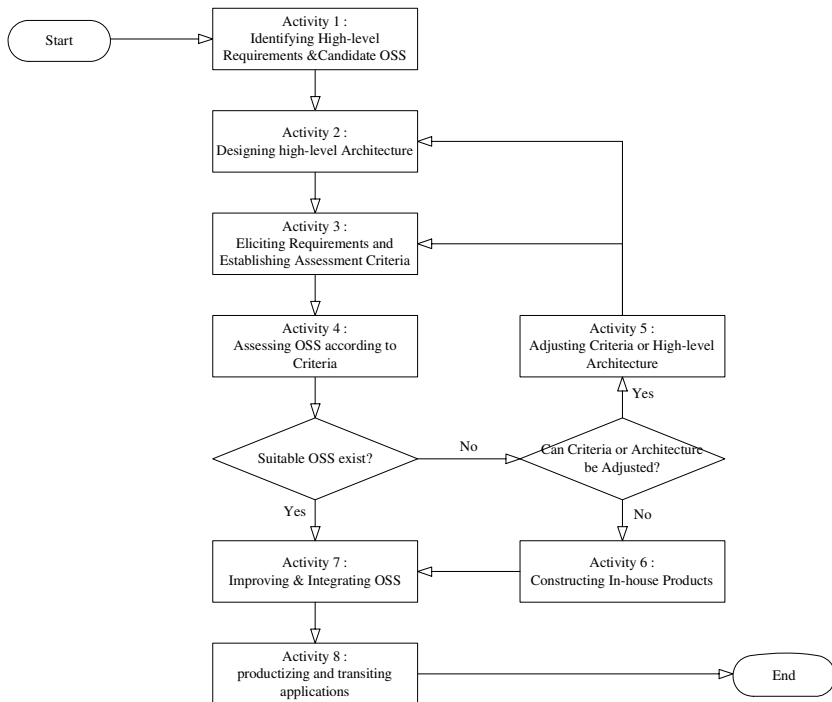 Start
Activity 1 :
Identifying High-level
Requirements &Candidate OSS
Activity 2 :
Designing high-level Architecture
Activity 3 :
Eliciting Requirements and
Establishing Assessment Criteria
Activity 4 :
Assessing OSS according to
Criteria
Activity 5 :
Adjusting Criteria or High-level
Architecture
Yes
Suitable OSS exist?
No
Can Criteria or Architecture
be Adjusted?
Yes
No
Activity 7 :
Improving & Integrating OSS
Activity 6 :
Constructing In-house Products
Activity 8 :
productizing and transiting
applications
End